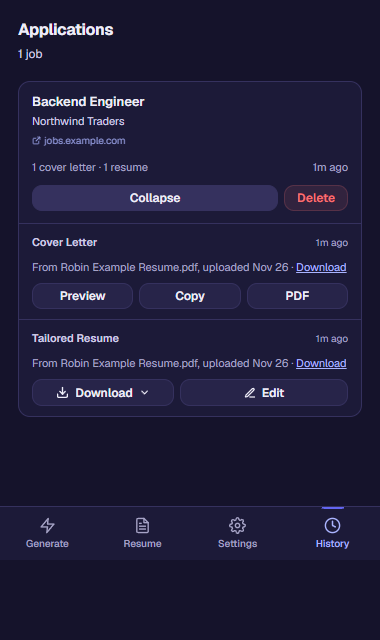 Applications
1 job
Backend Engineer
Northwind Traders
jobs.example.com
1 cover letter · 1 resume 1m ago
Collapse Delete
Cover Letter 1m ago
From Robin Example Resume.pdf, uploaded Nov 26 · Download
Preview Copy PDF
Tailored Resume 1m ago
From Robin Example Resume.pdf, uploaded Nov 26 · Download
Download Edit
Generate Resume Settings History